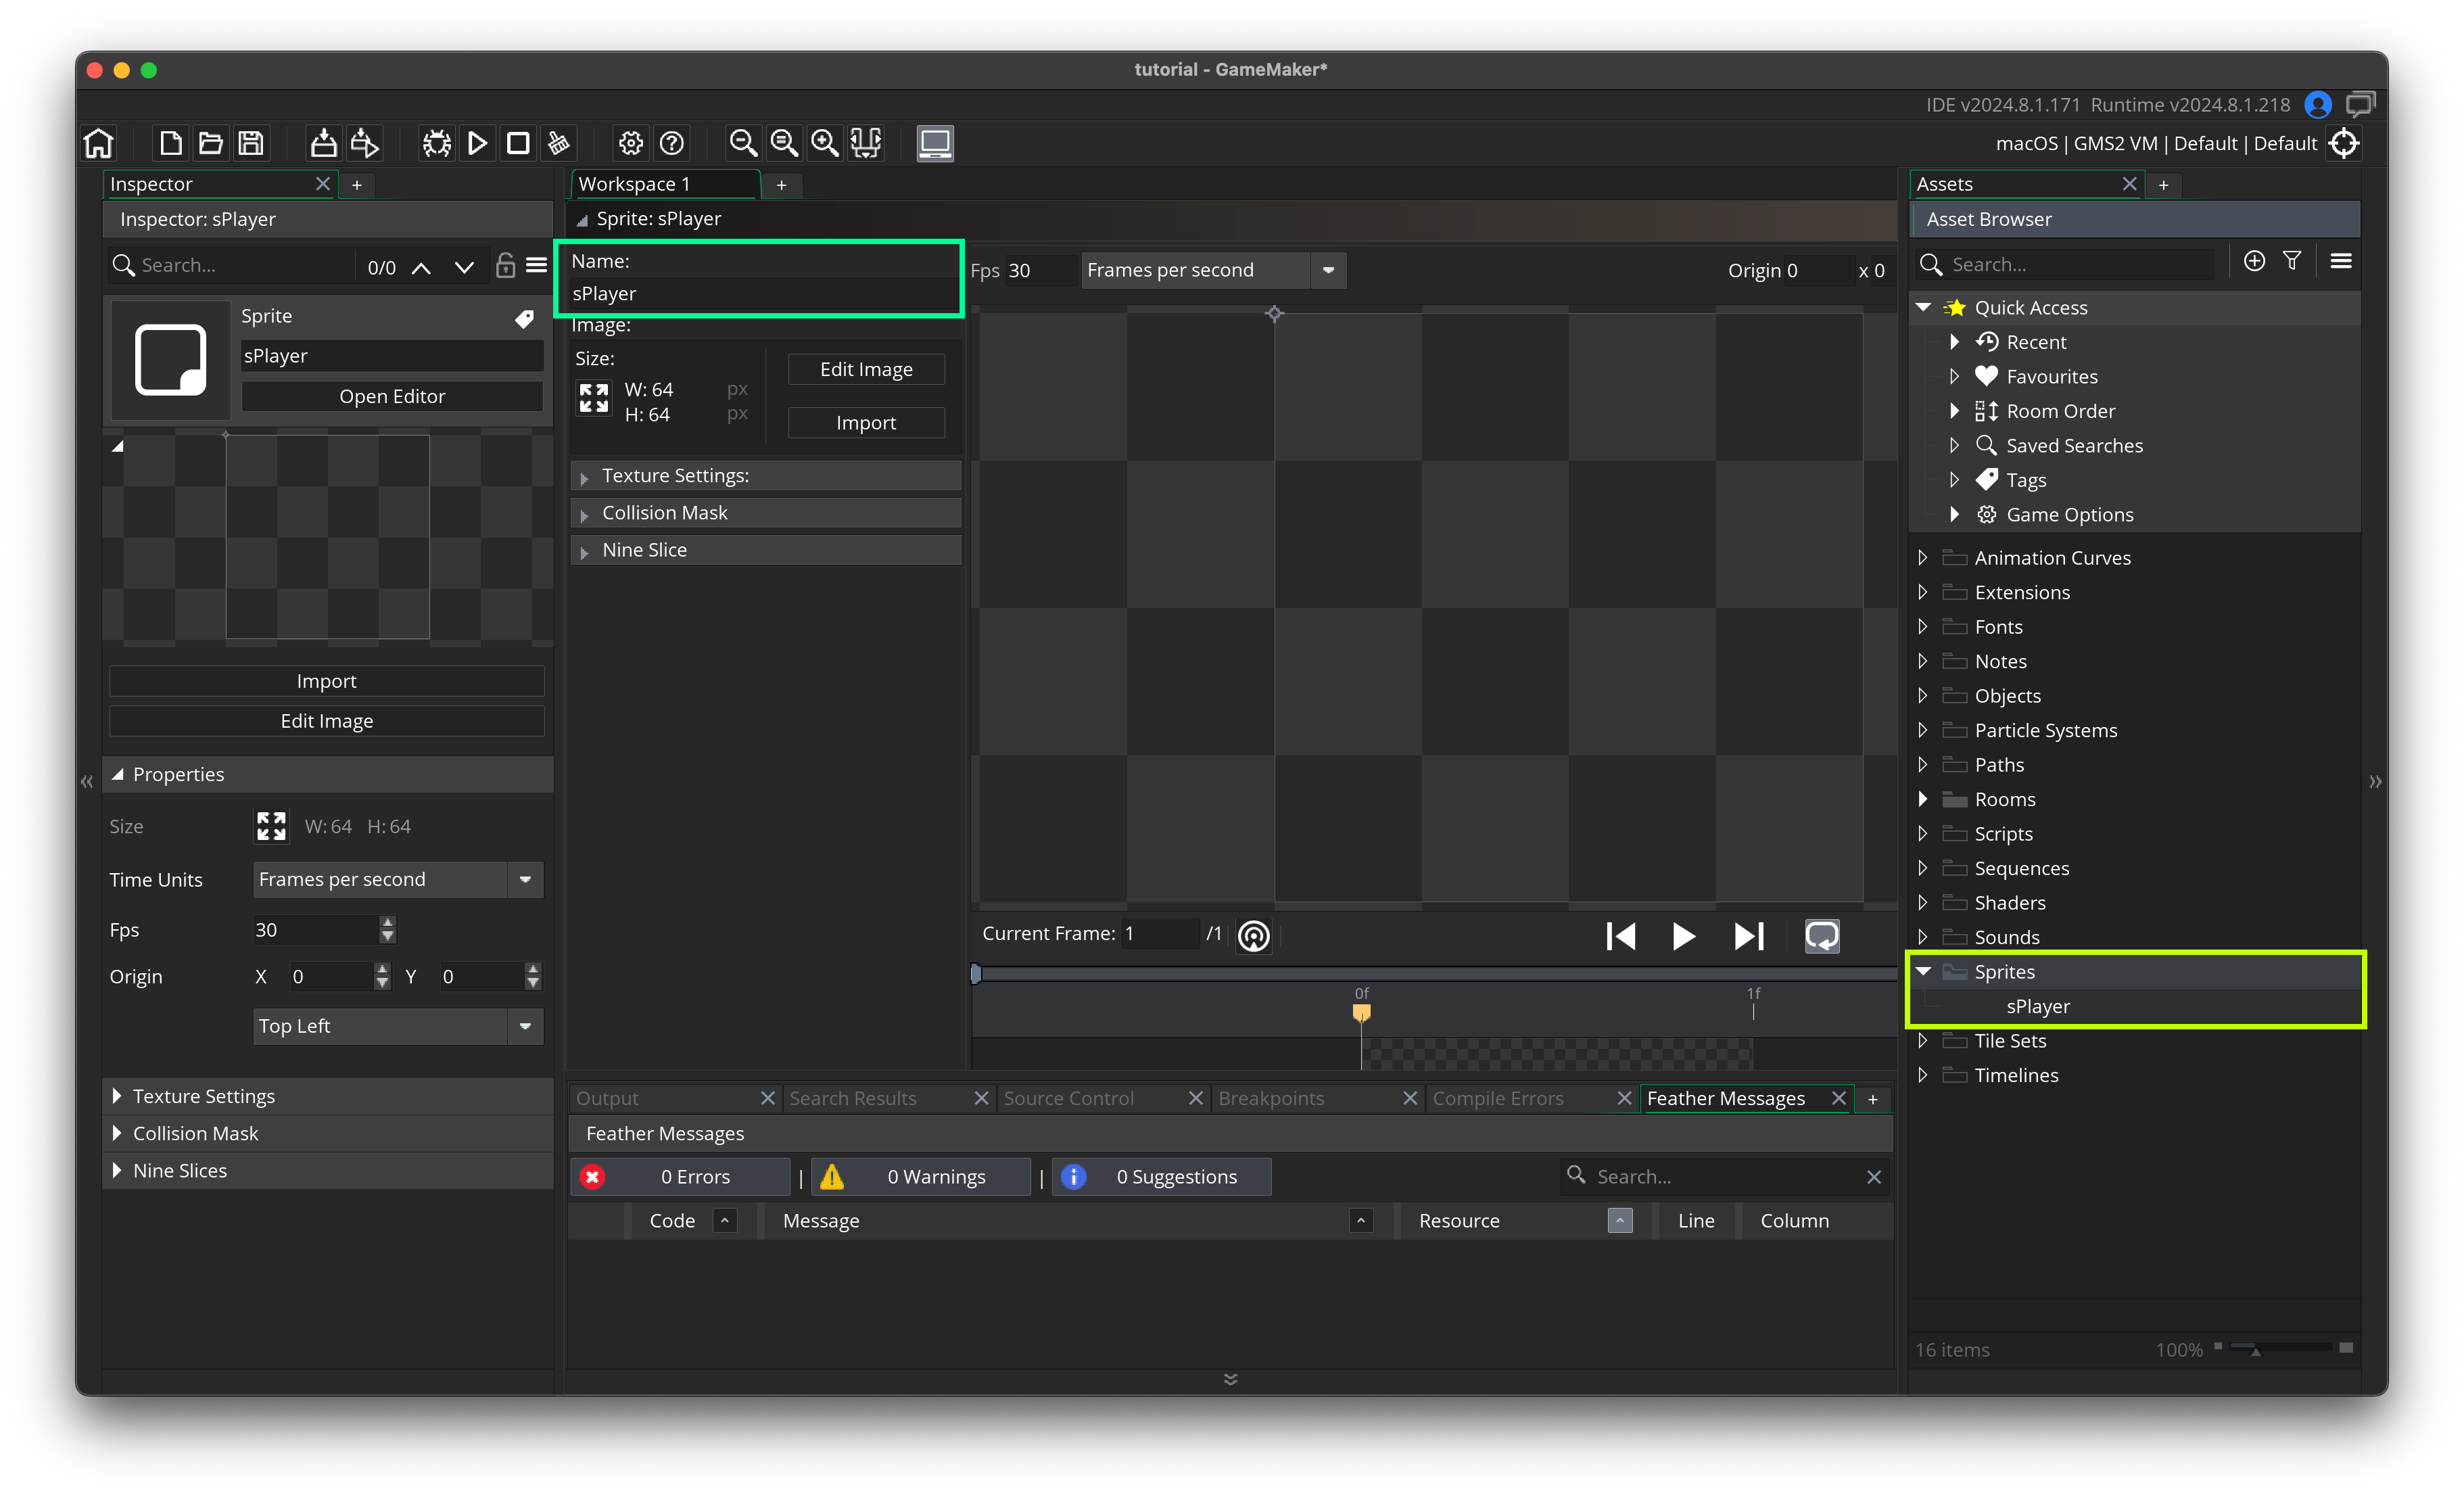 tutorial - GameMaker*
IDE v2024.8.1.171 Runtime v2024.8.1.218
macOS | GMS2 VM | Default | Default
Inspector
+
Inspector: sPlayer
Search...
0/0
Sprite
sPlayer
Open Editor
Import
Edit Image
Properties
Size
W: 64 H: 64
Time Units
Frames per second
Fps
30
Origin
X 0 Y 0
Top Left
Texture Settings
Collision Mask
Nine Slices
Workspace 1
+
Sprite: sPlayer
Name:
sPlayer
Image:
Size:
W: 64 px
H: 64 px
Edit Image
Import
Texture Settings:
Collision Mask
Nine Slice
Fps 30
Frames per second
Origin 0 x 0
Current Frame: 1 /1
0f
1f
Output
Search Results
Source Control
Breakpoints
Compile Errors
Feather Messages
+
Feather Messages
0 Errors | 0 Warnings | 0 Suggestions
Search...
Code
Message
Resource
Line
Column
Assets
+
Asset Browser
Search...
Quick Access
Recent
Favourites
Room Order
Saved Searches
Tags
Game Options
Animation Curves
Extensions
Fonts
Notes
Objects
Particle Systems
Paths
Rooms
Scripts
Sequences
Shaders
Sounds
Sprites
sPlayer
Tile Sets
Timelines
16 items
100%